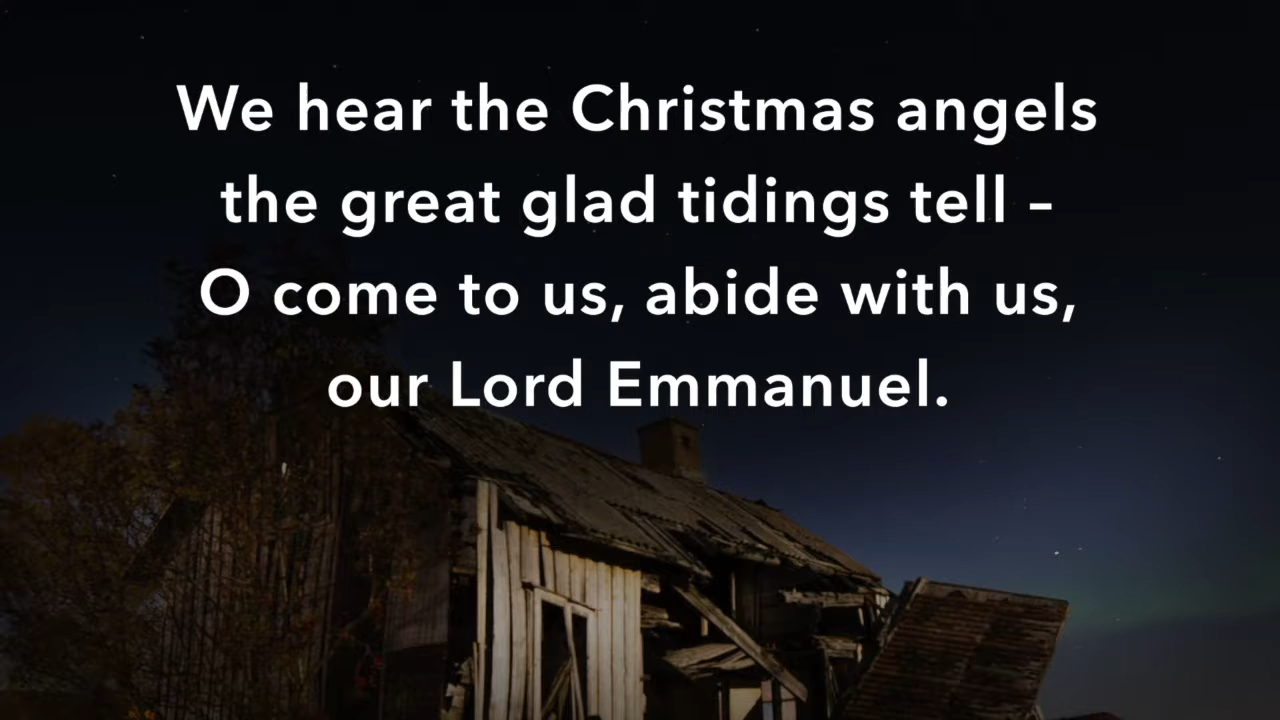 We hear the Christmas angels
the great glad tidings tell –
O come to us, abide with us,
our Lord Emmanuel.